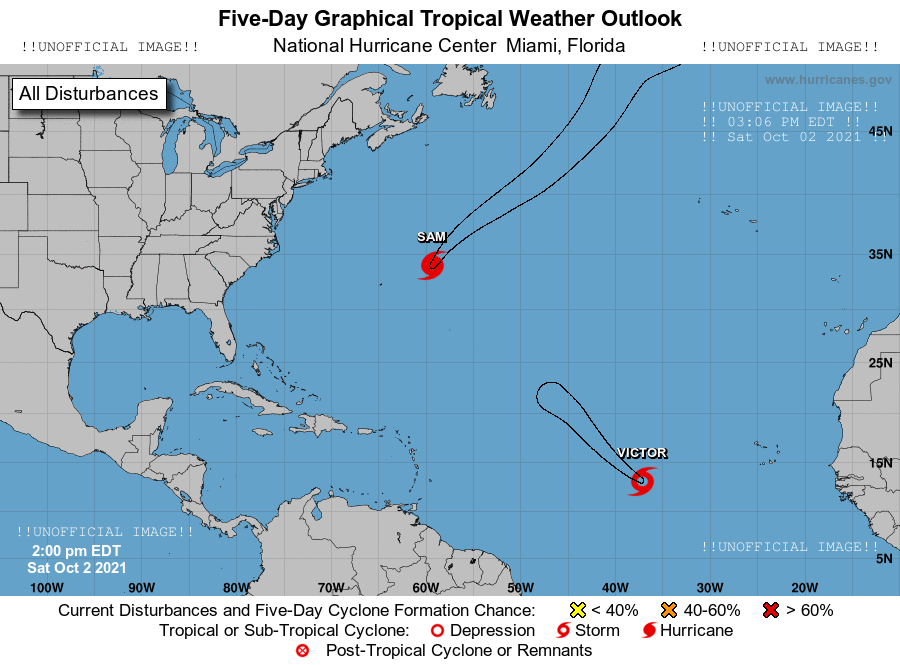 Five-Day Graphical Tropical Weather Outlook
!!UNOFFICIAL IMAGE!! National Hurricane Center Miami, Florida !!UNOFFICIAL IMAGE!!
www.hurricanes.gov
All Disturbances
!!UNOFFICIAL IMAGE!!
!! 03:06 PM EDT !!
!! Sat Oct 02 2021 !!
45N
SAM
35N
25N
VICTOR
15N
!!UNOFFICIAL IMAGE!!
2:00 pm EDT
Sat Oct 2 2021
!!UNOFFICIAL IMAGE!!
5N
100W 90W 80W 70W 60W 50W 40W 30W 20W
Current Disturbances and Five-Day Cyclone Formation Chance: < 40% 40-60% > 60%
Tropical or Sub-Tropical Cyclone: Depression Storm Hurricane
Post-Tropical Cyclone or Remnants